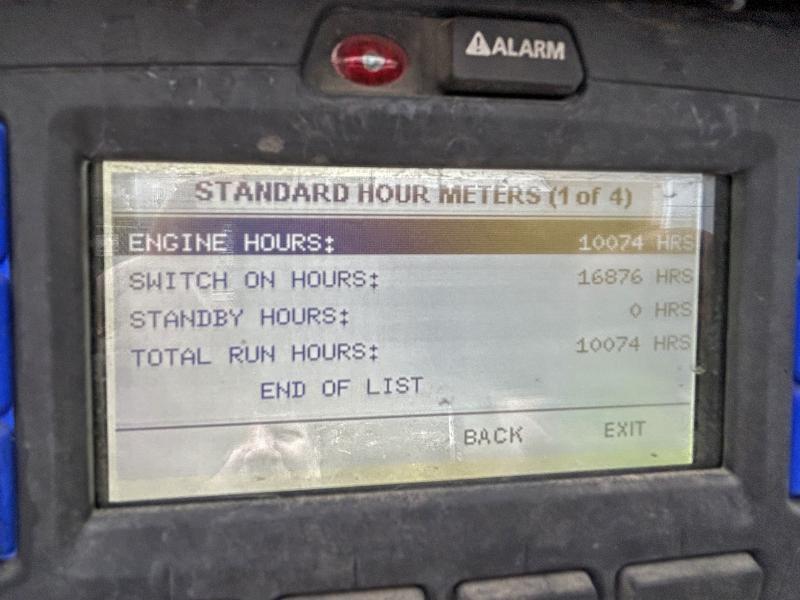 ALARM
STANDARD HOUR METERS (1 of 4)
ENGINE HOURS: 10074 HRS
SWITCH ON HOURS: 16876 HRS
STANDBY HOURS: 0 HRS
TOTAL RUN HOURS: 10074 HRS
END OF LIST
BACK EXIT